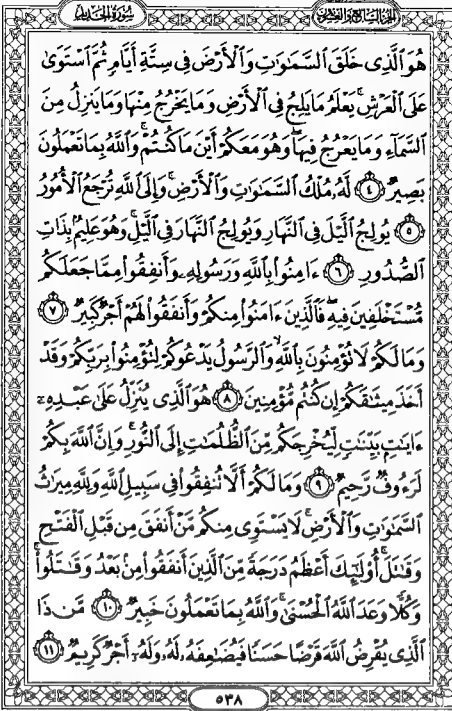 الجزء السابع والعشرون
سُورَةُ الحَدِيدِ
هُوَ ٱلَّذِى خَلَقَ ٱلسَّمَٰوَٰتِ وَٱلْأَرْضَ فِى سِتَّةِ أَيَّامٍ ثُمَّ ٱسْتَوَىٰ
عَلَى ٱلْعَرْشِ ۚ يَعْلَمُ مَا يَلِجُ فِى ٱلْأَرْضِ وَمَا يَخْرُجُ مِنْهَا وَمَا يَنزِلُ مِنَ
ٱلسَّمَآءِ وَمَا يَعْرُجُ فِيهَا ۖ وَهُوَ مَعَكُمْ أَيْنَ مَا كُنتُمْ ۚ وَٱللَّهُ بِمَا تَعْمَلُونَ
بَصِيرٌ ﴿٤﴾ لَّهُۥ مُلْكُ ٱلسَّمَٰوَٰتِ وَٱلْأَرْضِ ۚ وَإِلَى ٱللَّهِ تُرْجَعُ ٱلْأُمُورُ
﴿٥﴾ يُولِجُ ٱلَّيْلَ فِى ٱلنَّهَارِ وَيُولِجُ ٱلنَّهَارَ فِى ٱلَّيْلِ ۚ وَهُوَ عَلِيمٌۢ بِذَاتِ
ٱلصُّدُورِ ﴿٦﴾ ءَامِنُوا۟ بِٱللَّهِ وَرَسُولِهِۦ وَأَنفِقُوا۟ مِمَّا جَعَلَكُم
مُّسْتَخْلَفِينَ فِيهِ ۖ فَٱلَّذِينَ ءَامَنُوا۟ مِنكُمْ وَأَنفَقُوا۟ لَهُمْ أَجْرٌ كَبِيرٌ ﴿٧﴾
وَمَا لَكُمْ لَا تُؤْمِنُونَ بِٱللَّهِ ۙ وَٱلرَّسُولُ يَدْعُوكُمْ لِتُؤْمِنُوا۟ بِرَبِّكُمْ وَقَدْ
أَخَذَ مِيثَٰقَكُمْ إِن كُنتُم مُّؤْمِنِينَ ﴿٨﴾ هُوَ ٱلَّذِى يُنَزِّلُ عَلَىٰ عَبْدِهِۦٓ
ءَايَٰتٍۭ بَيِّنَٰتٍ لِّيُخْرِجَكُم مِّنَ ٱلظُّلُمَٰتِ إِلَى ٱلنُّورِ ۚ وَإِنَّ ٱللَّهَ بِكُمْ
لَرَءُوفٌ رَّحِيمٌ ﴿٩﴾ وَمَا لَكُمْ أَلَّا تُنفِقُوا۟ فِى سَبِيلِ ٱللَّهِ وَلِلَّهِ مِيرَٰثُ
ٱلسَّمَٰوَٰتِ وَٱلْأَرْضِ ۚ لَا يَسْتَوِى مِنكُم مَّنْ أَنفَقَ مِن قَبْلِ ٱلْفَتْحِ
وَقَٰتَلَ ۚ أُو۟لَٰٓئِكَ أَعْظَمُ دَرَجَةً مِّنَ ٱلَّذِينَ أَنفَقُوا۟ مِنۢ بَعْدُ وَقَٰتَلُوا۟ ۚ
وَكُلًّا وَعَدَ ٱللَّهُ ٱلْحُسْنَىٰ ۚ وَٱللَّهُ بِمَا تَعْمَلُونَ خَبِيرٌ ﴿١٠﴾ مَّن ذَا
ٱلَّذِى يُقْرِضُ ٱللَّهَ قَرْضًا حَسَنًا فَيُضَٰعِفَهُۥ لَهُۥ وَلَهُۥٓ أَجْرٌ كَرِيمٌ ﴿١١﴾
٥٣٨